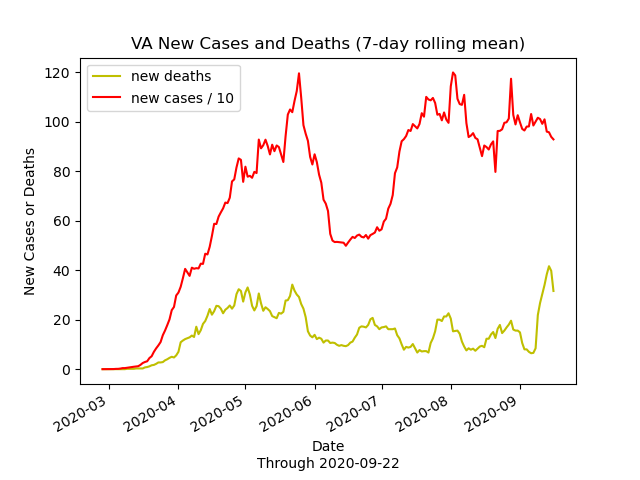 VA New Cases and Deaths (7-day rolling mean)
new deaths
new cases / 10
120
100
80
60
40
20
0
New Cases or Deaths
2020-03
2020-04
2020-05
2020-06
2020-07
2020-08
2020-09
Date
Through 2020-09-22